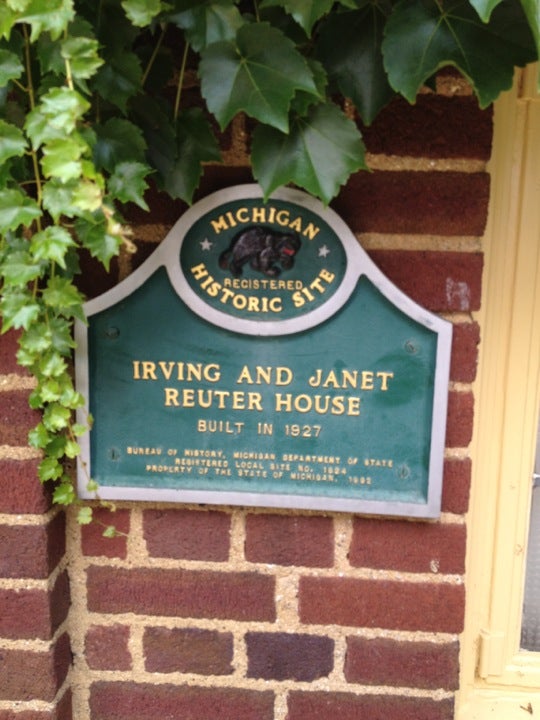 MICHIGAN
REGISTERED
HISTORIC SITE
IRVING AND JANET
REUTER HOUSE
BUILT IN 1927
BUREAU OF HISTORY, MICHIGAN DEPARTMENT OF STATE
REGISTERED LOCAL SITE NO. 1824
PROPERTY OF THE STATE OF MICHIGAN, 1992